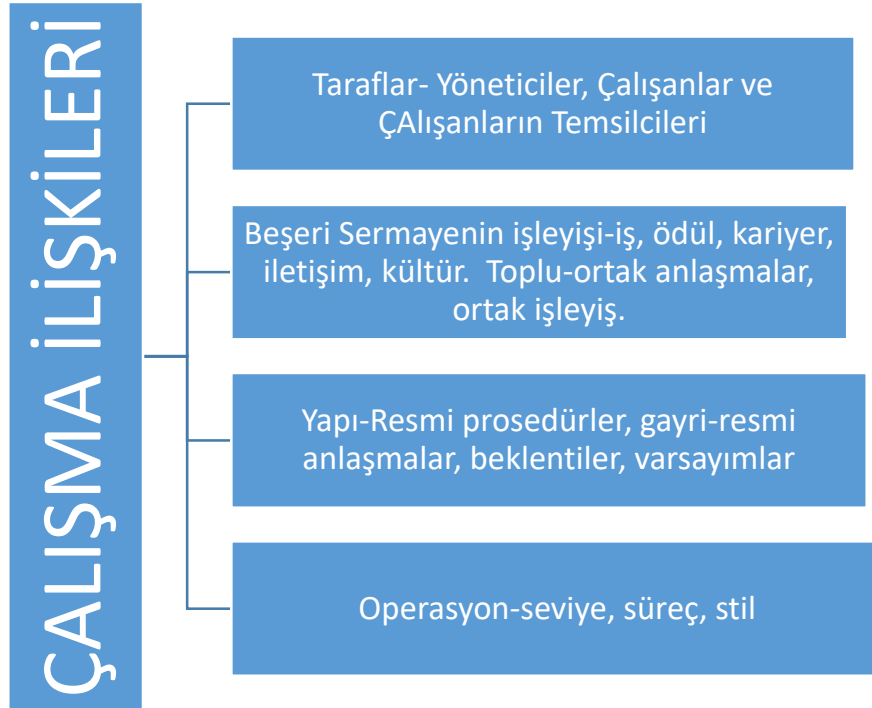 ÇALIŞMA İLİŞKİLERİ
Taraflar- Yöneticiler, Çalışanlar ve
ÇAlışanların Temsilcileri
Beşeri Sermayenin işleyişi-iş, ödül, kariyer,
iletişim, kültür.  Toplu-ortak anlaşmalar,
ortak işleyiş.
Yapı-Resmi prosedürler, gayri-resmi
anlaşmalar, beklentiler, varsayımlar
Operasyon-seviye, süreç, stil